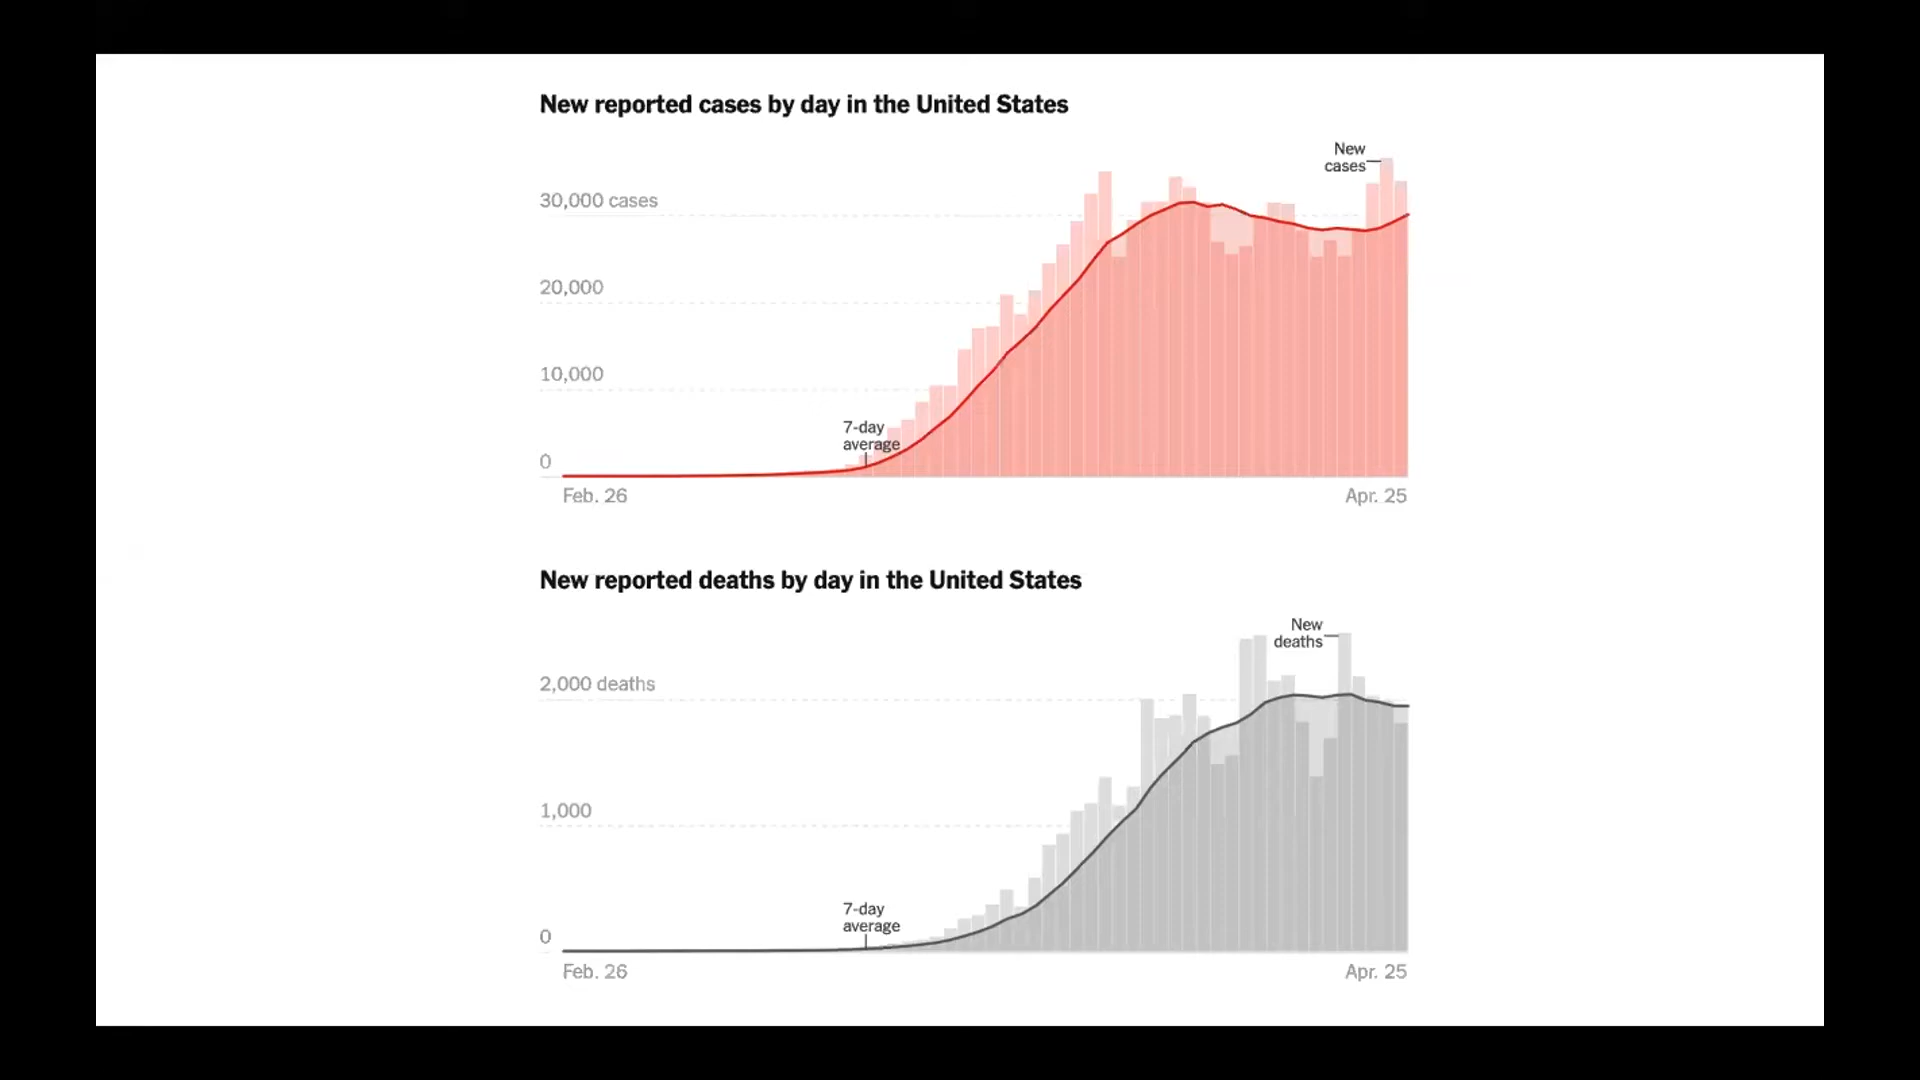 New reported cases by day in the United States
New
cases
30,000 cases
20,000
10,000
7-day
average
0
Feb. 26
Apr. 25
New reported deaths by day in the United States
New
deaths
2,000 deaths
1,000
7-day
average
0
Feb. 26
Apr. 25